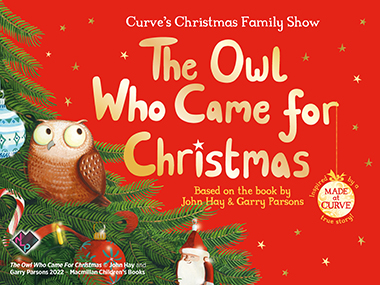 Curve's Christmas Family Show
The Owl
Who Came for
Christmas
Based on the book by
John Hay & Garry Parsons
Inspired by a
MADE
at
CURVE
true story!
The Owl Who Came For Christmas © John Hay and
Garry Parsons 2022 – Macmillan Children's Books